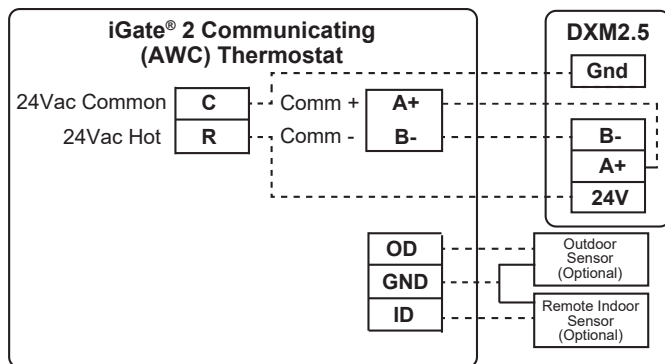 iGate® 2 Communicating
(AWC) Thermostat
DXM2.5
Gnd
24Vac Common
C
Comm +
A+
24Vac Hot
R
Comm -
B-
B-
A+
24V
OD
GND
ID
Outdoor
Sensor
(Optional)
Remote Indoor
Sensor
(Optional)